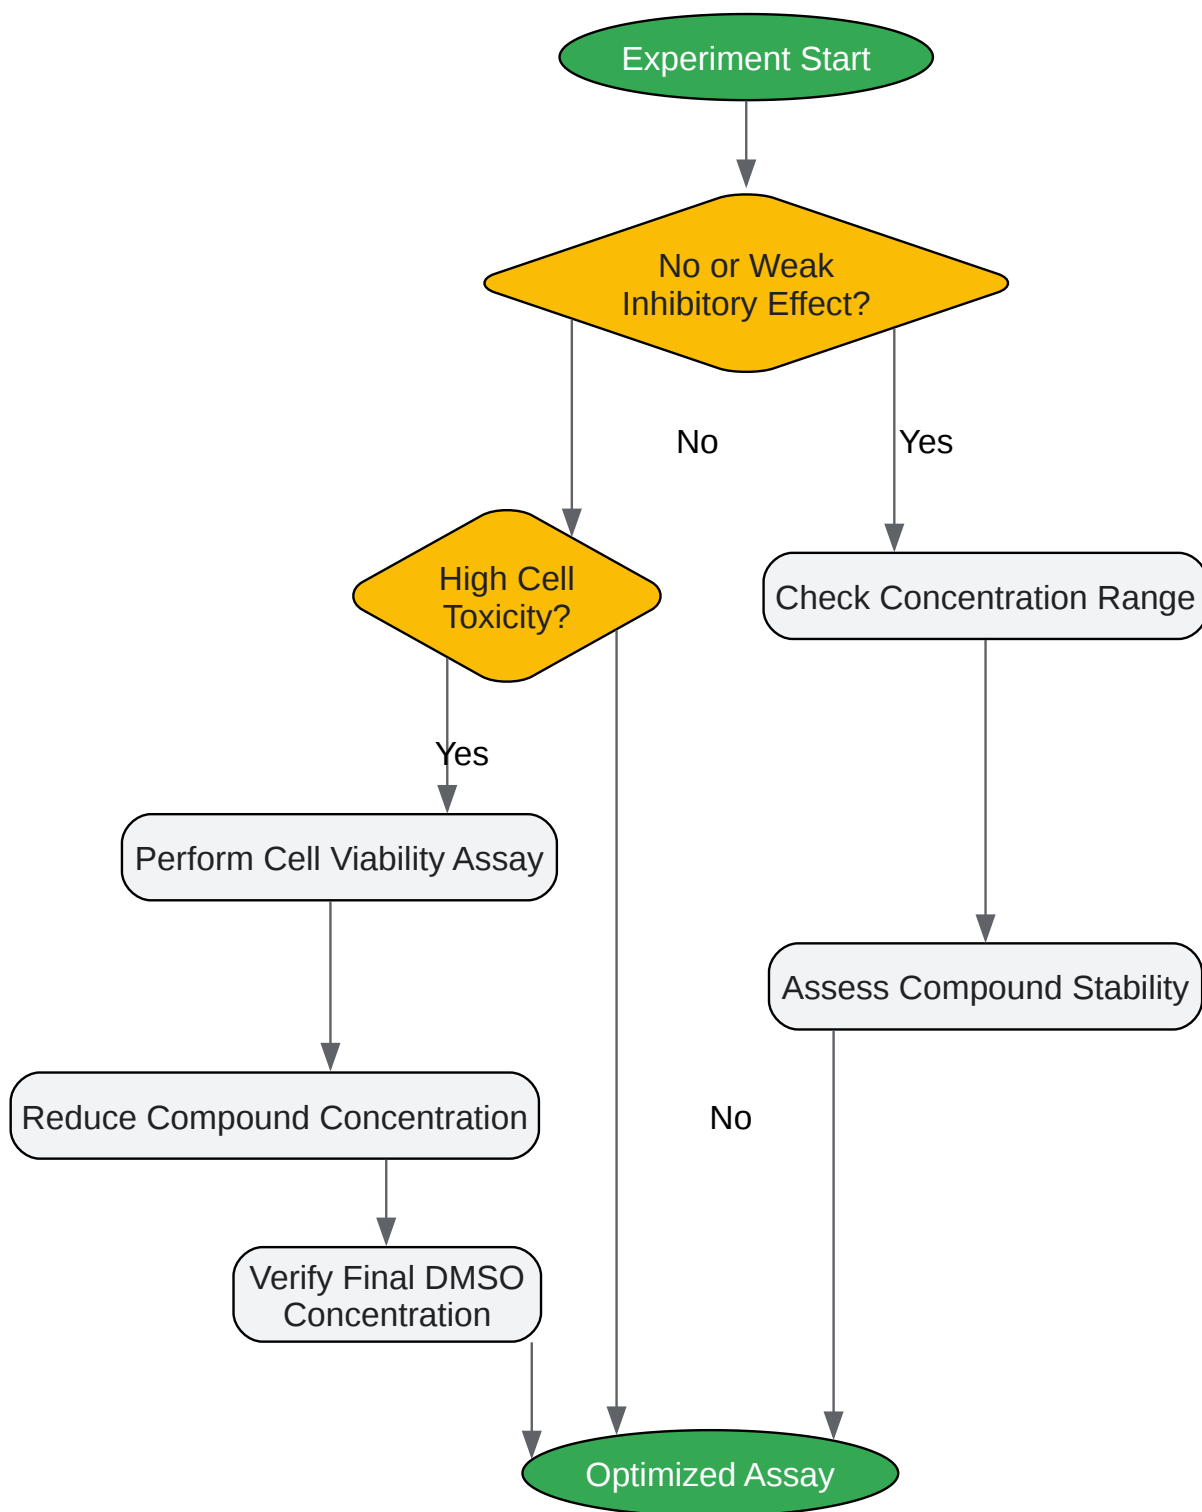 Experiment Start
No or Weak
Inhibitory Effect?
No
Yes
High Cell
Toxicity?
Check Concentration Range
Yes
Perform Cell Viability Assay
Assess Compound Stability
Reduce Compound Concentration
No
Verify Final DMSO
Concentration
Optimized Assay